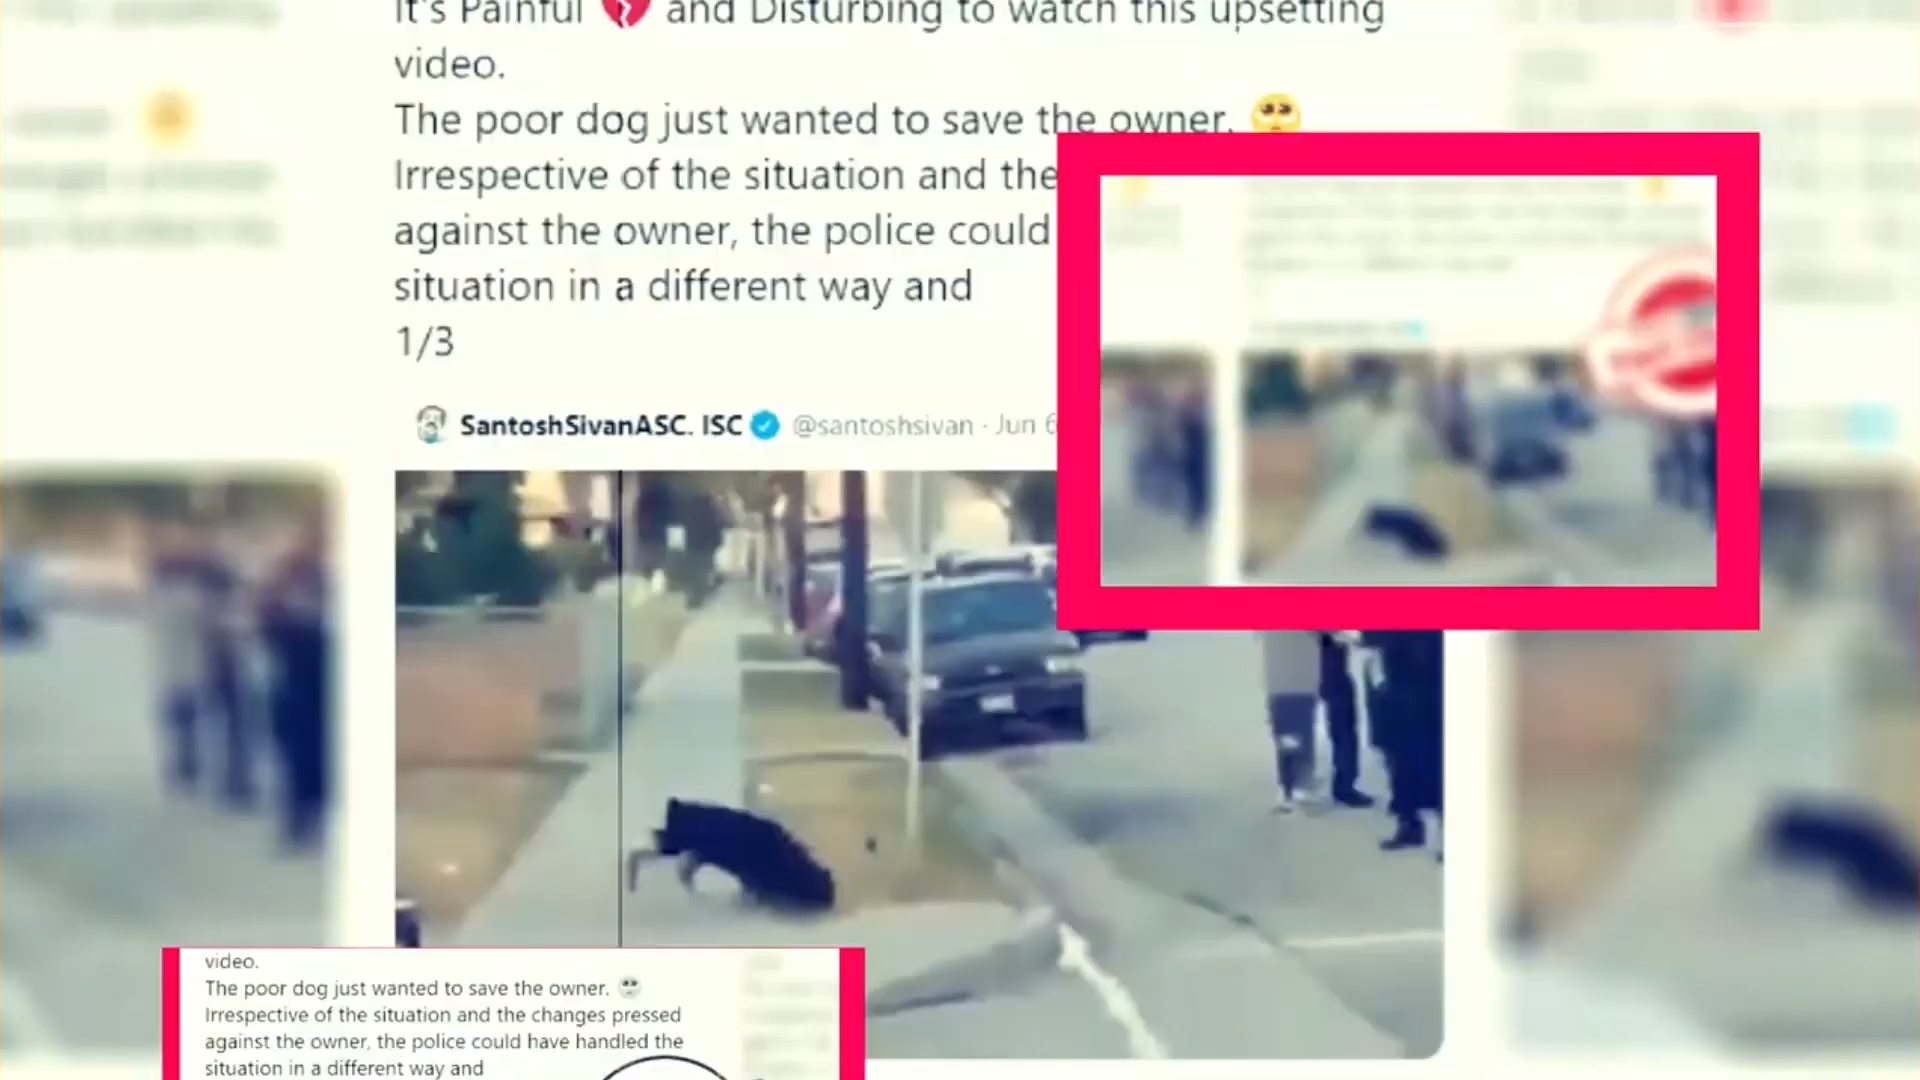 It's Painful 💔 and Disturbing to watch this upsetting
video.
The poor dog just wanted to save the owner. 🥺
Irrespective of the situation and the
against the owner, the police could
situation in a different way and
1/3
SantoshSivanASC. ISC @santoshsivan · Jun 6
video.
The poor dog just wanted to save the owner. 🥺
Irrespective of the situation and the changes pressed
against the owner, the police could have handled the
situation in a different way and